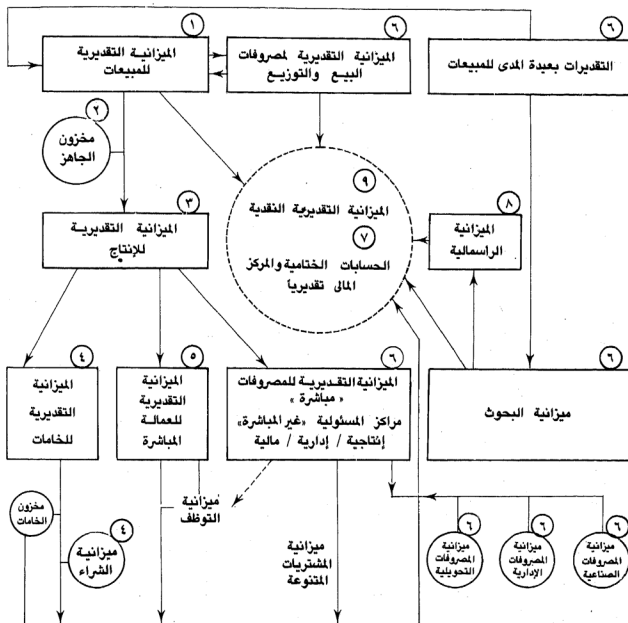 ١
الميزانية التقديرية
للمبيعات
٦
الميزانية التقديرية لمصروفات
البيع والتوزيع
٦
التقديرات بعيدة المدى للمبيعات
٢
مخزون
الجاهز
٣
الميزانية التقديرية
للإنتاج
٩
الميزانية التقديرية النقدية
٧
الحسابات الختامية والمركز
المالى تقديرياً
٨
الميزانية
الراسمالية
٤
الميزانية
التقديرية
للخامات
٥
الميزانية
التقديرية
للعمالة
المباشرة
٦
الميزانية التقديرية للمصروفات
« مباشرة »
مراكز المسئولية «غير المباشرة»
إنتاجية / إدارية / مالية
٦
ميزانية البحوث
مخزون
الخامات
٤
ميزانية
الشراء
ميزانية
التوظف
ميزانية
المشتريات
المتنوعة
٦
ميزانية
المصروفات
التحويلية
٦
ميزانية
المصروفات
الإدارية
٦
ميزانية
المصروفات
الصناعية